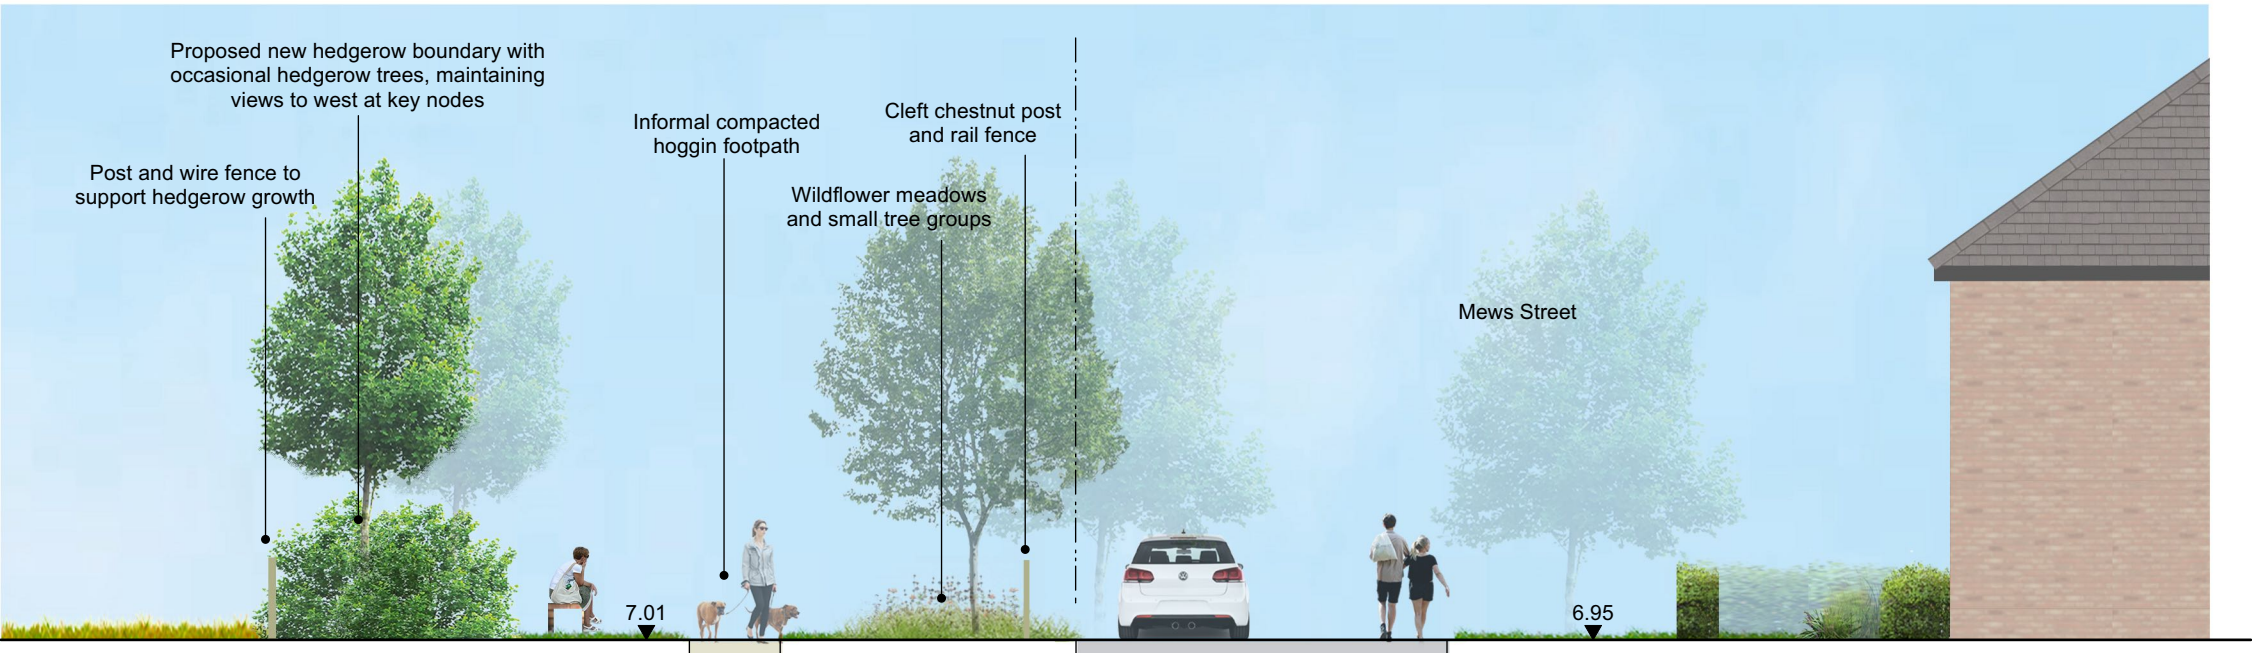 Proposed new hedgerow boundary with
occasional hedgerow trees, maintaining
views to west at key nodes
Post and wire fence to
support hedgerow growth
Informal compacted
hoggin footpath
Cleft chestnut post
and rail fence
Wildflower meadows
and small tree groups
Mews Street
7.01
6.95